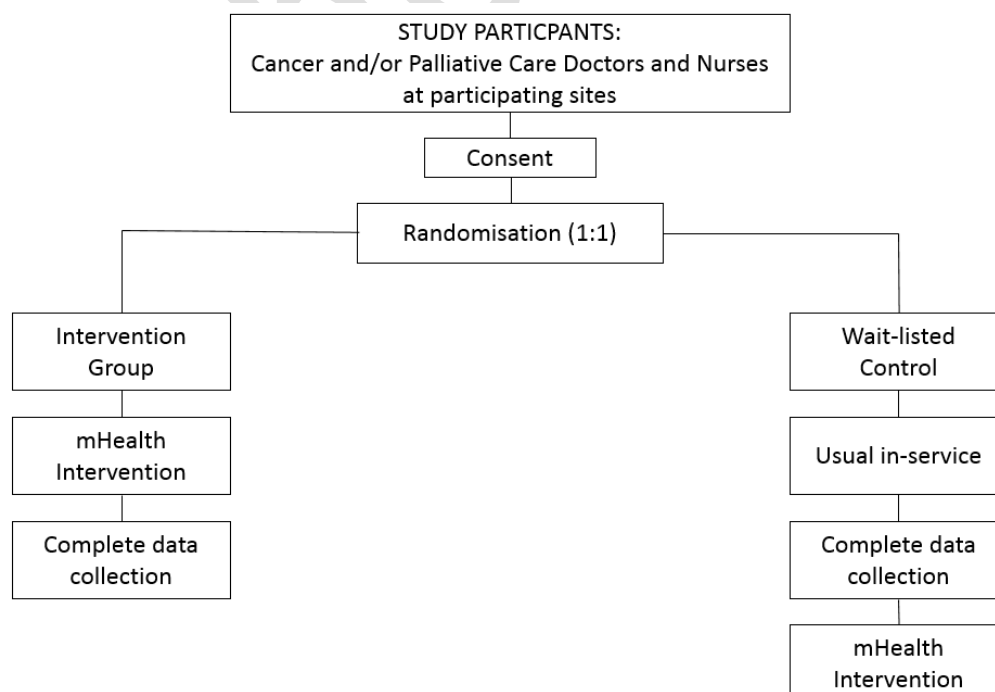 STUDY PARTICPANTS:
Cancer and/or Palliative Care Doctors and Nurses
at participating sites
Consent
Randomisation (1:1)
Intervention
Group
mHealth
Intervention
Complete data
collection
Wait-listed
Control
Usual in-service
Complete data
collection
mHealth
Intervention